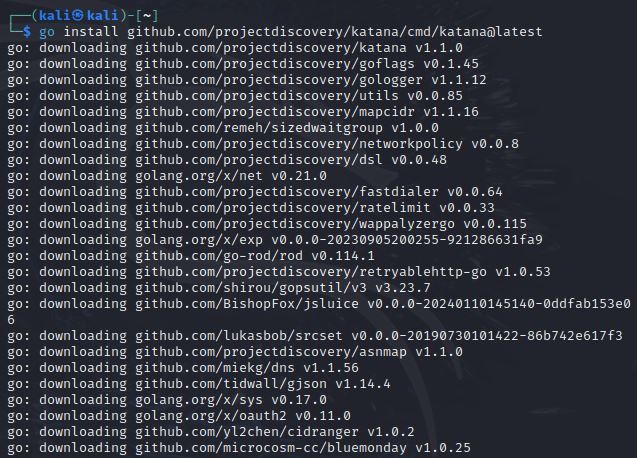 ┌──(kali㉿kali)-[~]
└─$ go install github.com/projectdiscovery/katana/cmd/katana@latest
go: downloading github.com/projectdiscovery/katana v1.1.0
go: downloading github.com/projectdiscovery/goflags v0.1.45
go: downloading github.com/projectdiscovery/gologger v1.1.12
go: downloading github.com/projectdiscovery/utils v0.0.85
go: downloading github.com/projectdiscovery/mapcidr v1.1.16
go: downloading github.com/remeh/sizedwaitgroup v1.0.0
go: downloading github.com/projectdiscovery/networkpolicy v0.0.8
go: downloading github.com/projectdiscovery/dsl v0.0.48
go: downloading golang.org/x/net v0.21.0
go: downloading github.com/projectdiscovery/fastdialer v0.0.64
go: downloading github.com/projectdiscovery/ratelimit v0.0.33
go: downloading github.com/projectdiscovery/wappalyzergo v0.0.115
go: downloading golang.org/x/exp v0.0.0-20230905200255-921286631fa9
go: downloading github.com/go-rod/rod v0.114.1
go: downloading github.com/projectdiscovery/retryablehttp-go v1.0.53
go: downloading github.com/shirou/gopsutil/v3 v3.23.7
go: downloading github.com/BishopFox/jsluice v0.0.0-20240110145140-0ddfab153e0
6
go: downloading github.com/lukasbob/srcset v0.0.0-20190730101422-86b742e617f3
go: downloading github.com/projectdiscovery/asnmap v1.1.0
go: downloading github.com/miekg/dns v1.1.56
go: downloading github.com/tidwall/gjson v1.14.4
go: downloading golang.org/x/sys v0.17.0
go: downloading golang.org/x/oauth2 v0.11.0
go: downloading github.com/yl2chen/cidranger v1.0.2
go: downloading github.com/microcosm-cc/bluemonday v1.0.25